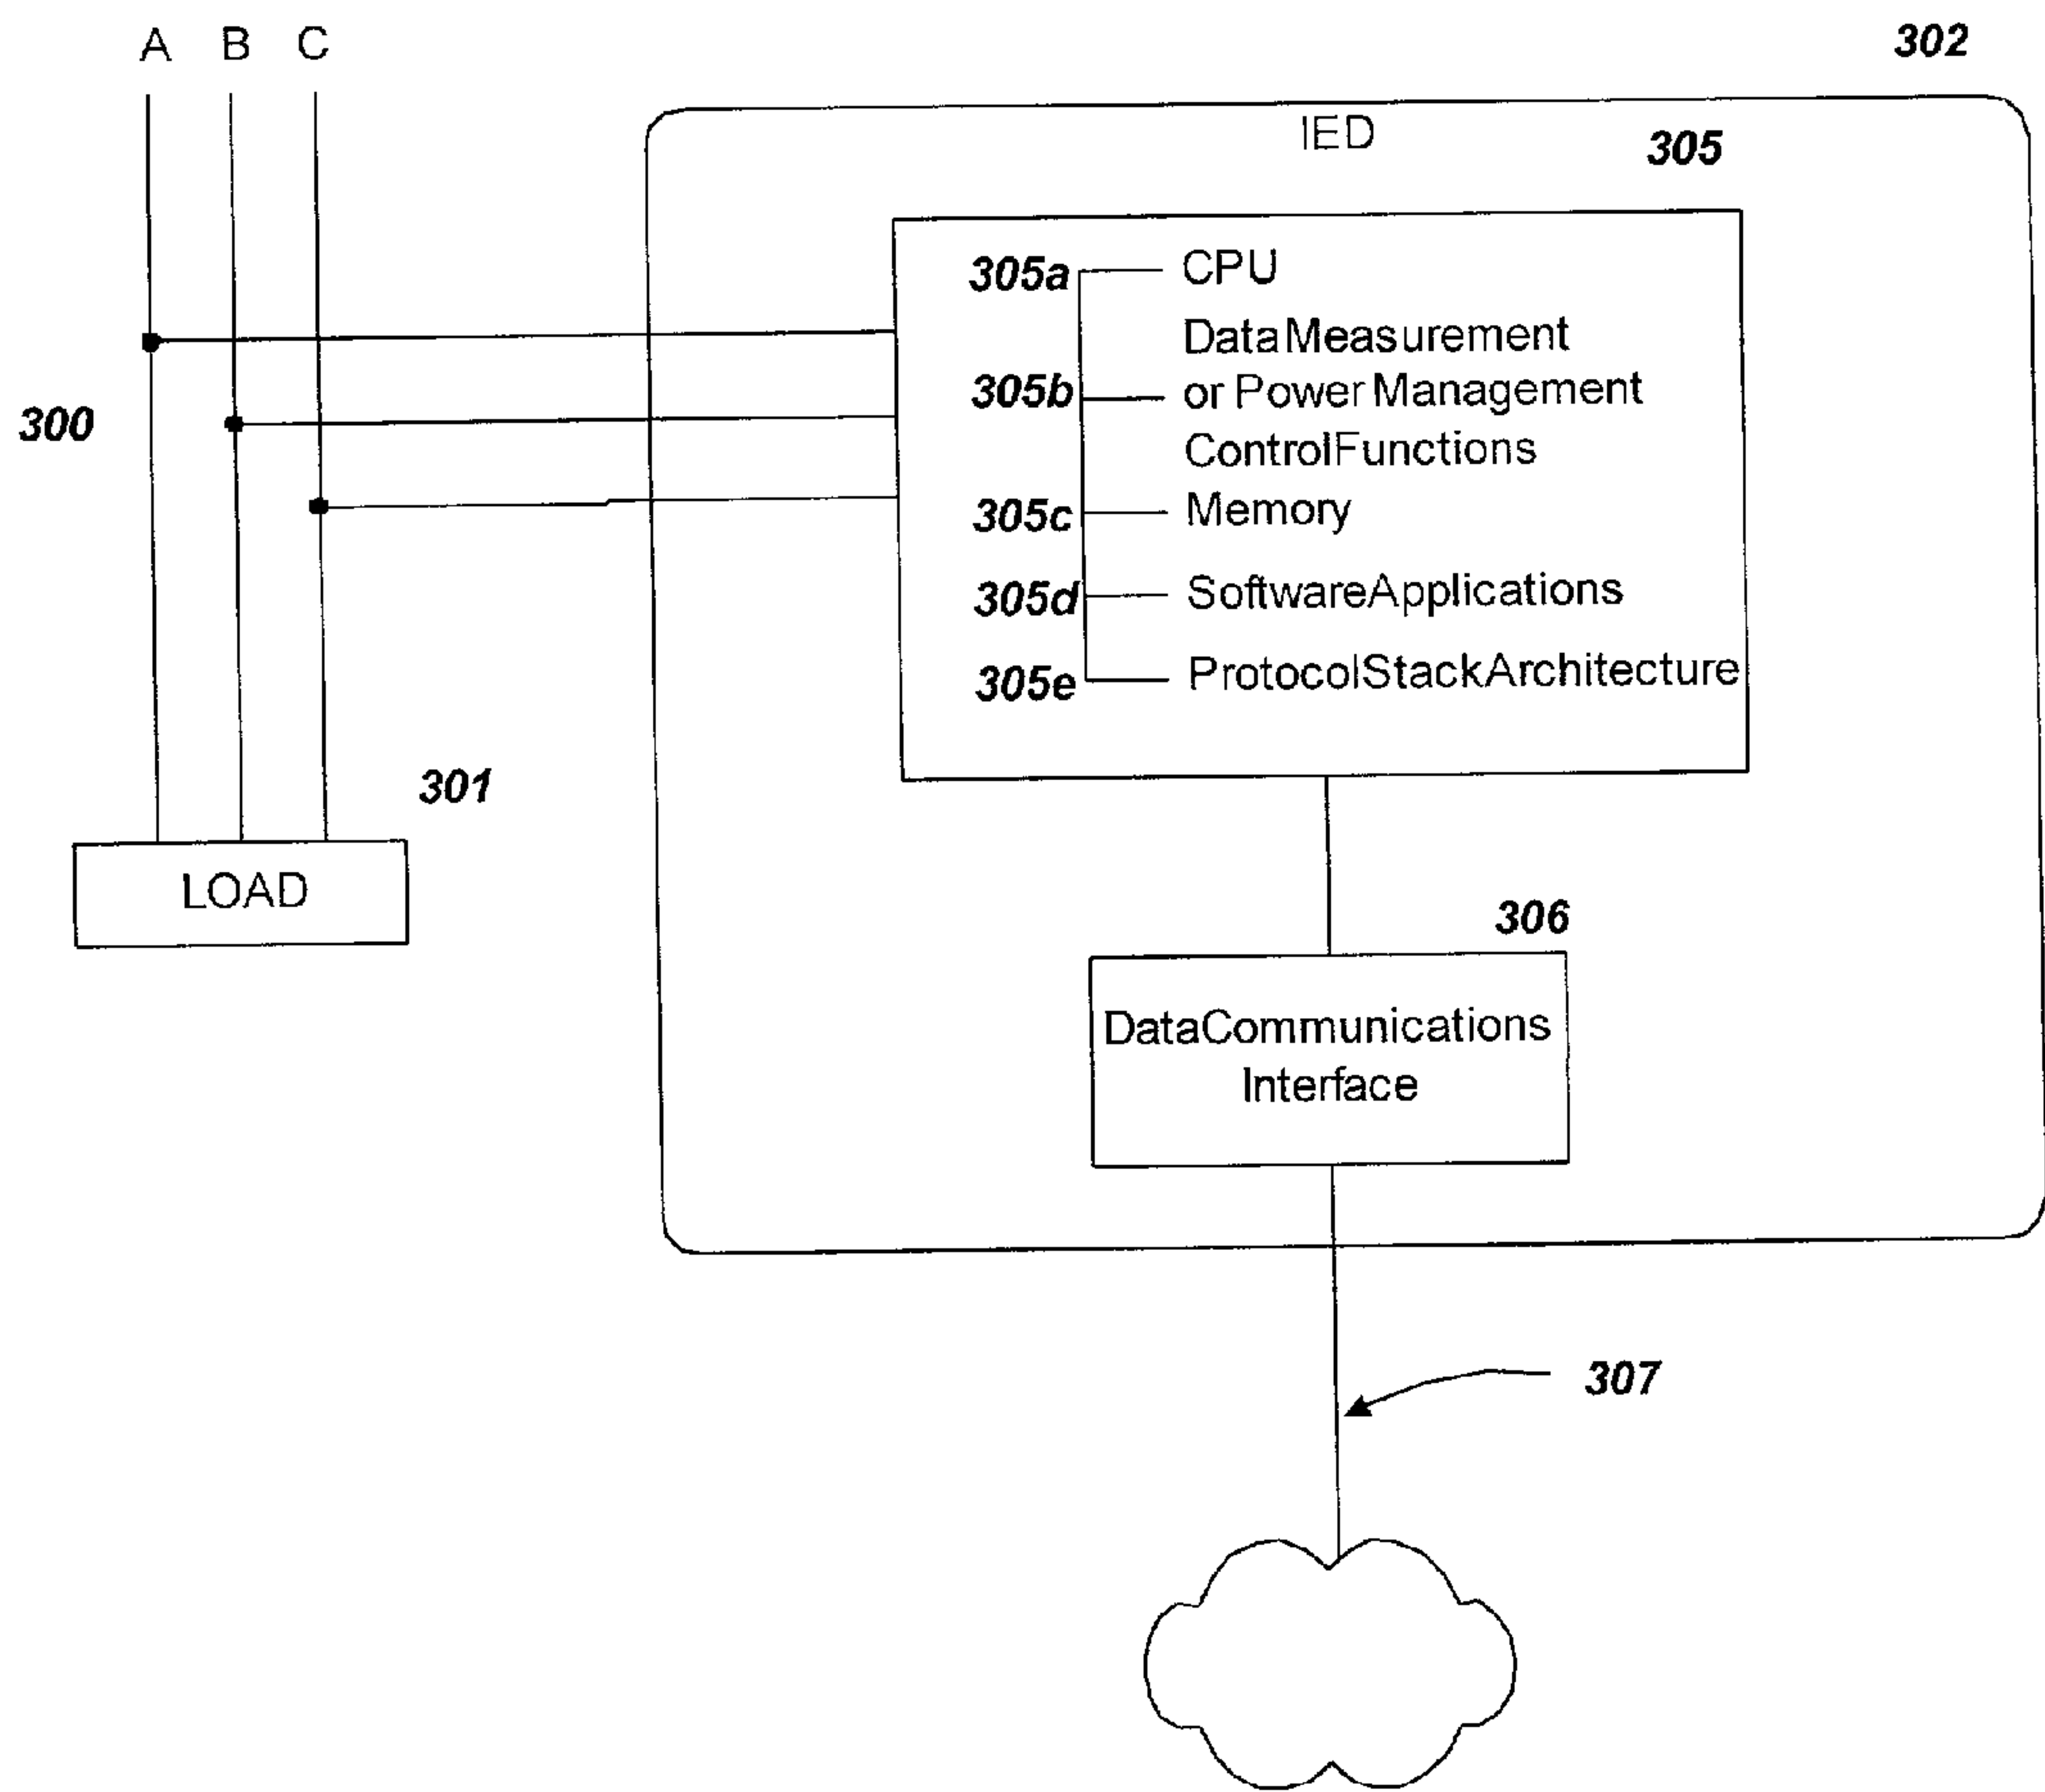 A B C
302
IED
305
305a CPU
Data Measurement
305b or Power Management
Control Functions
300
305c Memory
305d Software Applications
305e Protocol Stack Architecture
301
LOAD
306
Data Communications
Interface
307